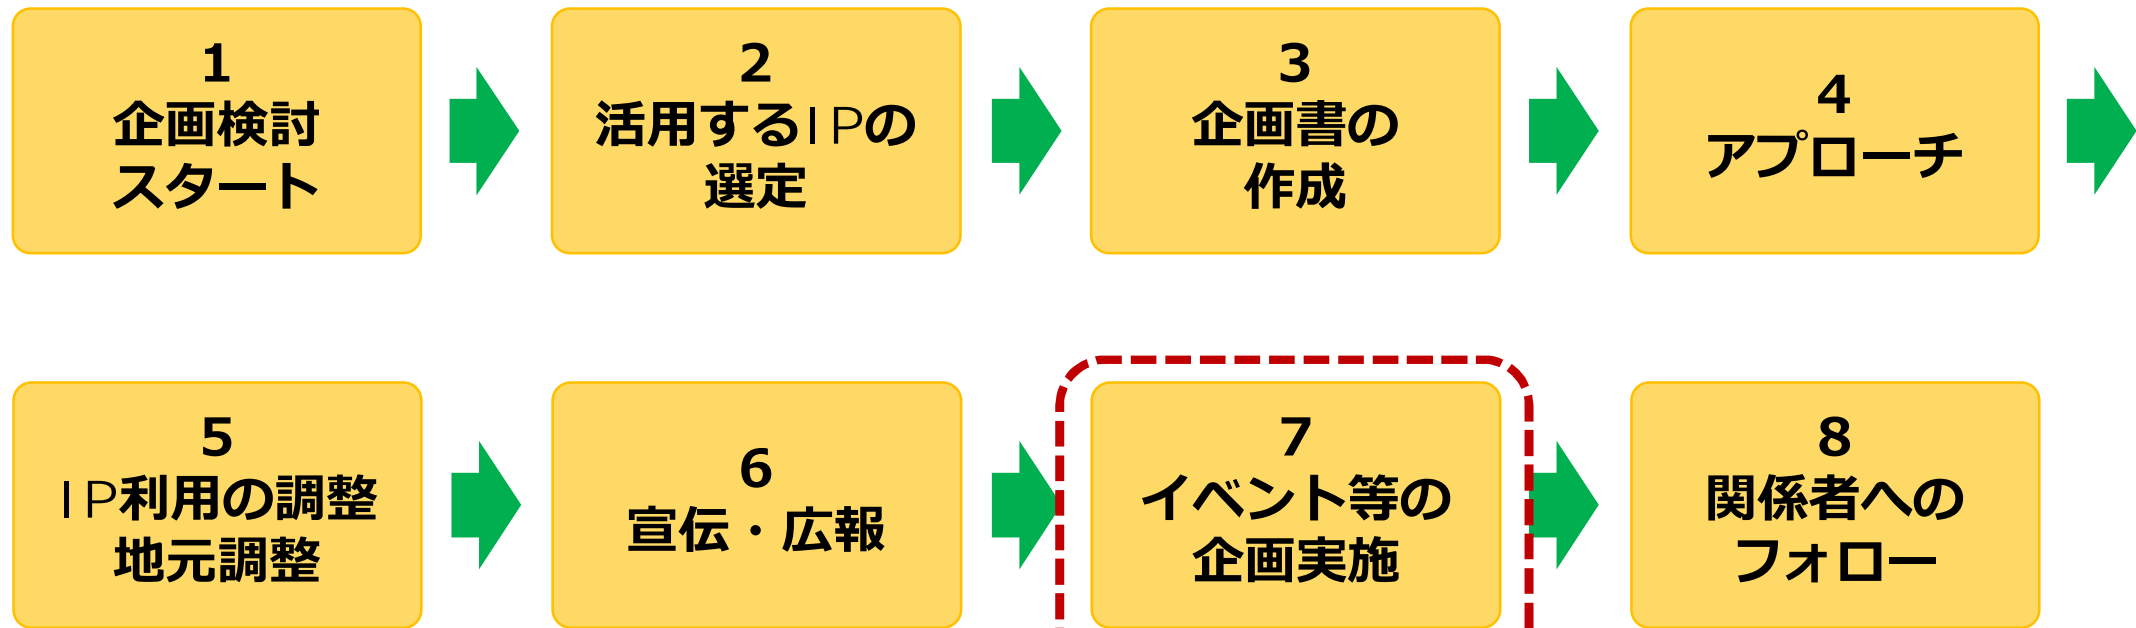 1
企画検討
スタート
2
活用するＩＰの
選定
3
企画書の
作成
4
アプローチ
5
ＩＰ利用の調整
地元調整
6
宣伝・広報
7
イベント等の
企画実施
8
関係者への
フォロー